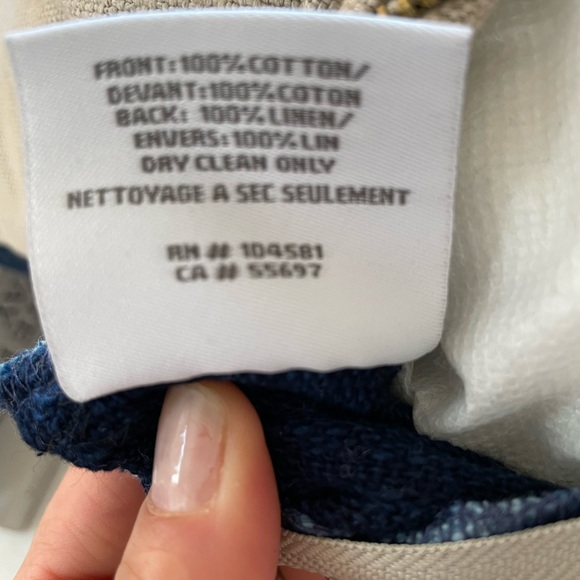 FRONT: 100% COTTON/
DEVANT: 100% COTON
BACK: 100% LINEN/
ENVERS: 100% LIN
DRY CLEAN ONLY
NETTOYAGE A SEC SEULEMENT
RN # 104581
CA # 55697